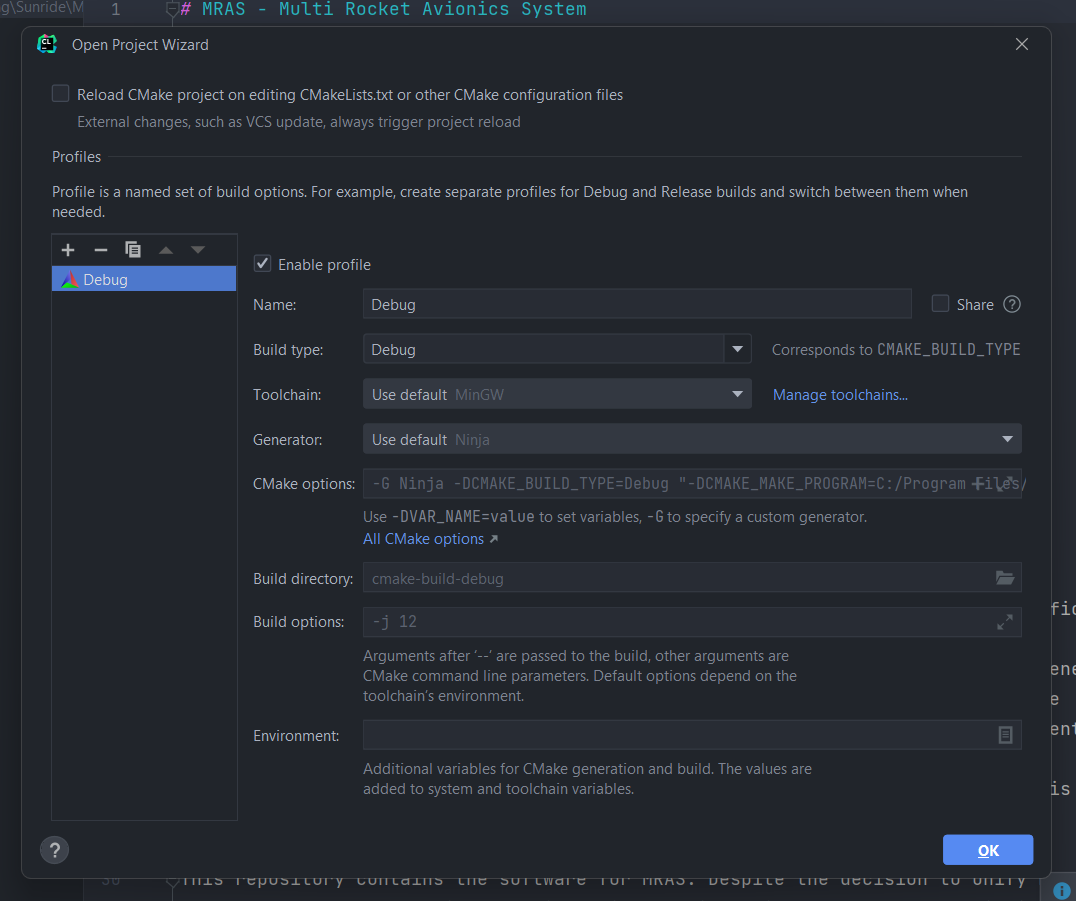 g\Sunride\M
1
# MRAS - Multi Rocket Avionics System
CL
Open Project Wizard
Reload CMake project on editing CMakeLists.txt or other CMake configuration files
External changes, such as VCS update, always trigger project reload
Profiles
Profile is a named set of build options. For example, create separate profiles for Debug and Release builds and switch between them when
needed.
Debug
Enable profile
Name:
Debug
Share
Build type:
Debug
Corresponds to CMAKE_BUILD_TYPE
Toolchain:
Use default MinGW
Manage toolchains...
Generator:
Use default Ninja
CMake options:
-G Ninja -DCMAKE_BUILD_TYPE=Debug "-DCMAKE_MAKE_PROGRAM=C:/Program Files/
Use -DVAR_NAME=value to set variables, -G to specify a custom generator.
All CMake options
Build directory:
cmake-build-debug
Build options:
-j 12
Arguments after '--' are passed to the build, other arguments are
CMake command line parameters. Default options depend on the
toolchain's environment.
Environment:
Additional variables for CMake generation and build. The values are
added to system and toolchain variables.
fic
ene
e
ent
is
?
OK
30
This repository contains the software for MRAS. Despite the decision to unify